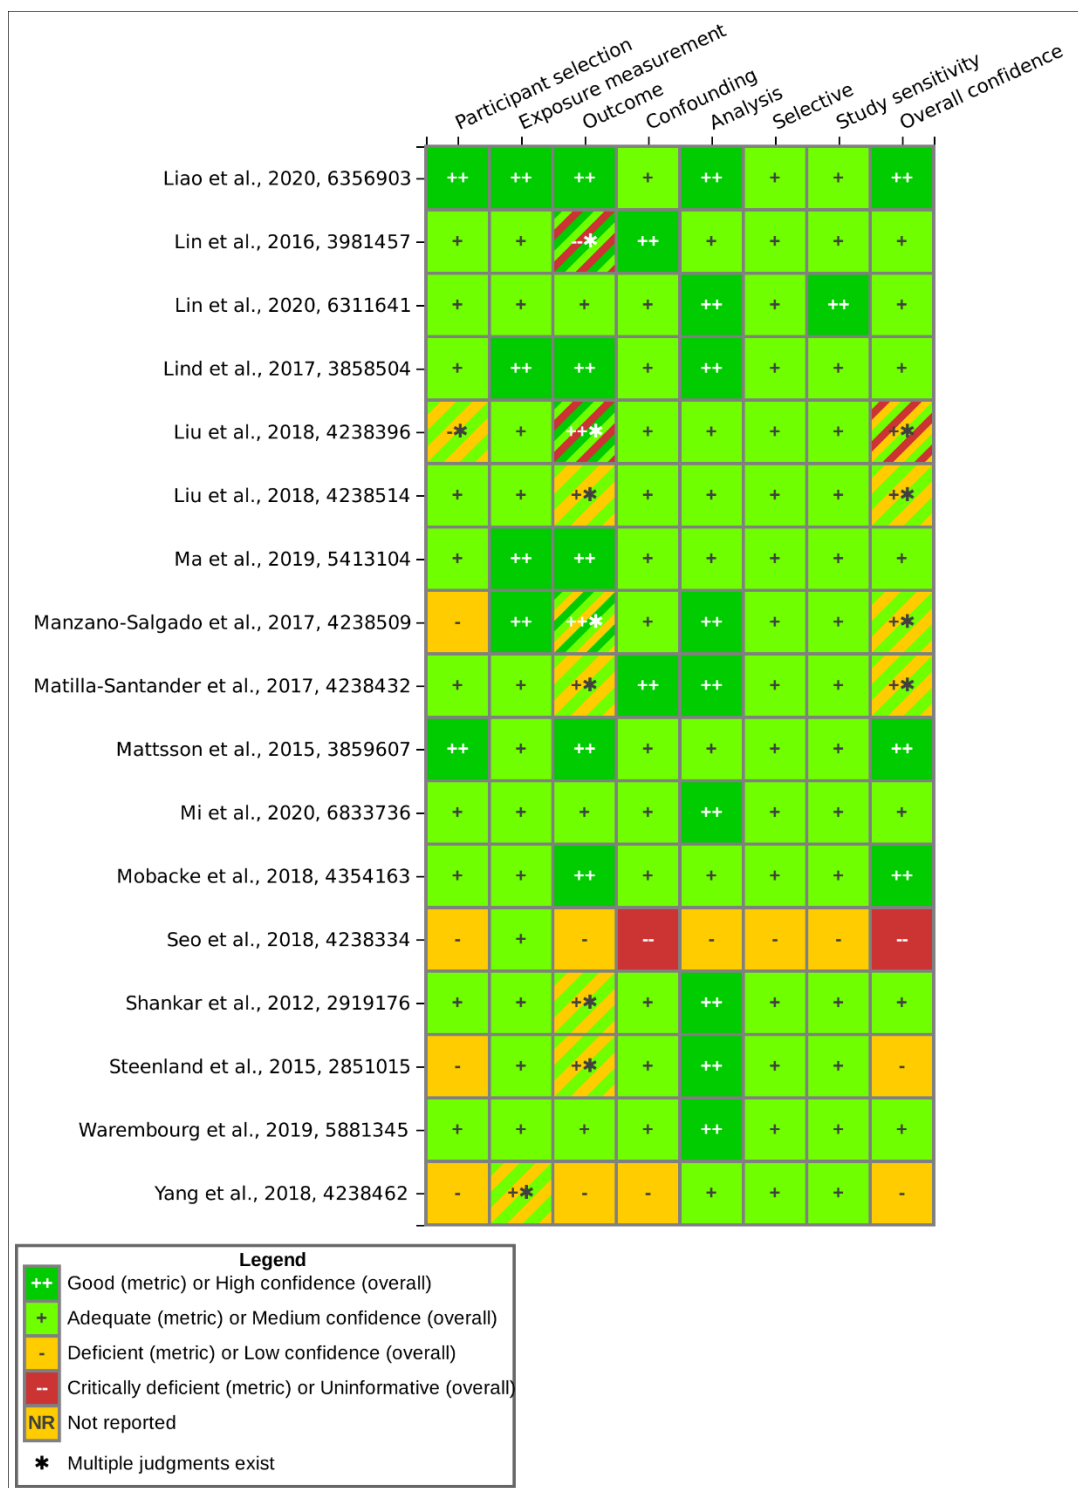 Participant selection
Exposure measurement
Outcome
Confounding
Analysis
Selective
Study sensitivity
Overall confidence
Liao et al., 2020, 6356903 ++ ++ ++ + ++ + + ++
Lin et al., 2016, 3981457 + + --✱ ++ + + + +
Lin et al., 2020, 6311641 + + + + ++ + ++ +
Lind et al., 2017, 3858504 + ++ ++ + ++ + + +
Liu et al., 2018, 4238396 -✱ + ++✱ + + + + +✱
Liu et al., 2018, 4238514 + + +✱ + + + + +✱
Ma et al., 2019, 5413104 + ++ ++ + + + + +
Manzano-Salgado et al., 2017, 4238509 - ++ ++✱ + ++ + + +✱
Matilla-Santander et al., 2017, 4238432 + + +✱ ++ ++ + + +✱
Mattsson et al., 2015, 3859607 ++ + ++ + + + + ++
Mi et al., 2020, 6833736 + + + + ++ + + +
Mobacke et al., 2018, 4354163 + + ++ + + + + ++
Seo et al., 2018, 4238334 - + - -- - - - --
Shankar et al., 2012, 2919176 + + +✱ + ++ + + +
Steenland et al., 2015, 2851015 - + +✱ + ++ + + -
Warembourg et al., 2019, 5881345 + + + + ++ + + +
Yang et al., 2018, 4238462 - +✱ - - + + + -
Legend
++ Good (metric) or High confidence (overall)
+ Adequate (metric) or Medium confidence (overall)
- Deficient (metric) or Low confidence (overall)
-- Critically deficient (metric) or Uninformative (overall)
NR Not reported
✱ Multiple judgments exist